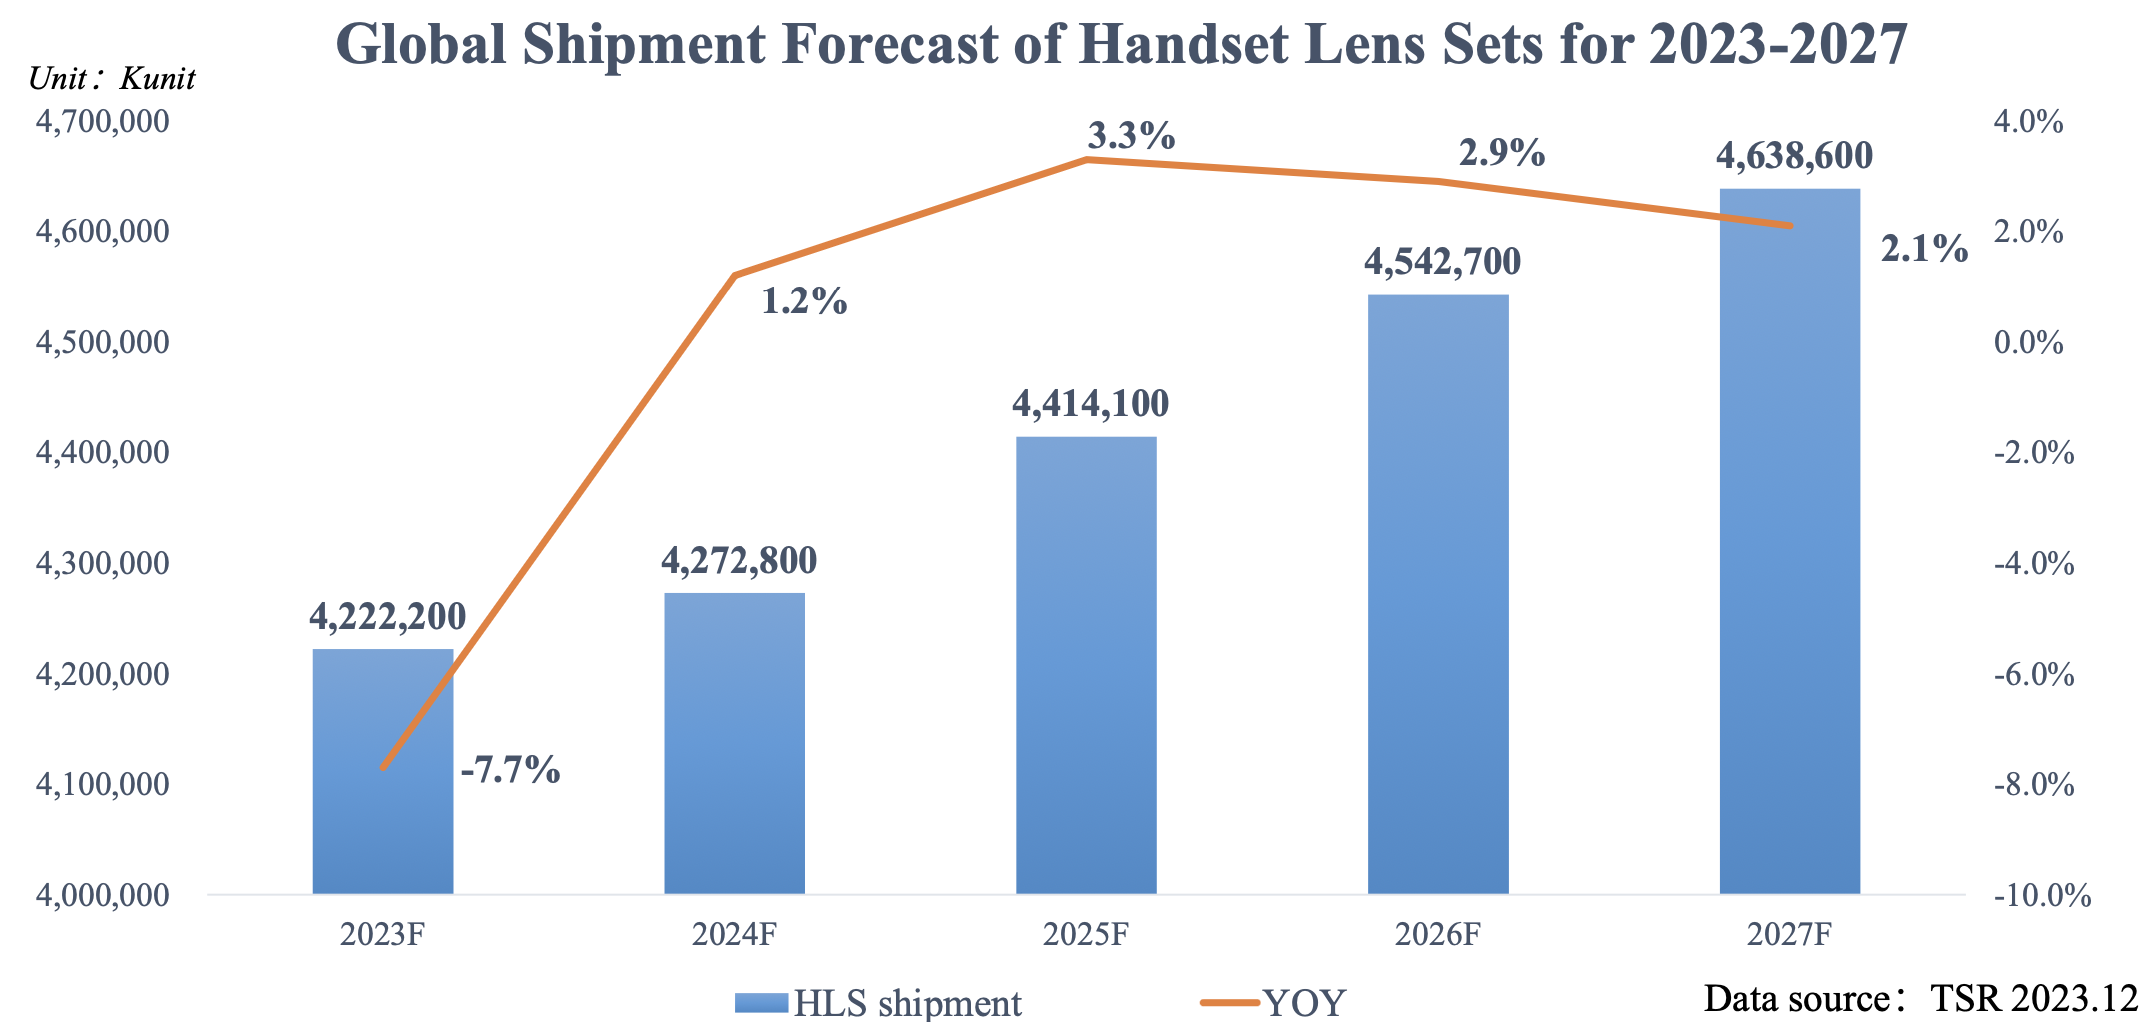 Global Shipment Forecast of Handset Lens Sets for 2023-2027
Unit：Kunit
4,700,000
4,600,000
4,500,000
4,400,000
4,300,000
4,200,000
4,100,000
4,000,000
4.0%
2.0%
0.0%
-2.0%
-4.0%
-6.0%
-8.0%
-10.0%
4,222,200
4,272,800
4,414,100
4,542,700
4,638,600
-7.7%
1.2%
3.3%
2.9%
2.1%
2023F
2024F
2025F
2026F
2027F
HLS shipment
YOY
Data source：TSR 2023.12